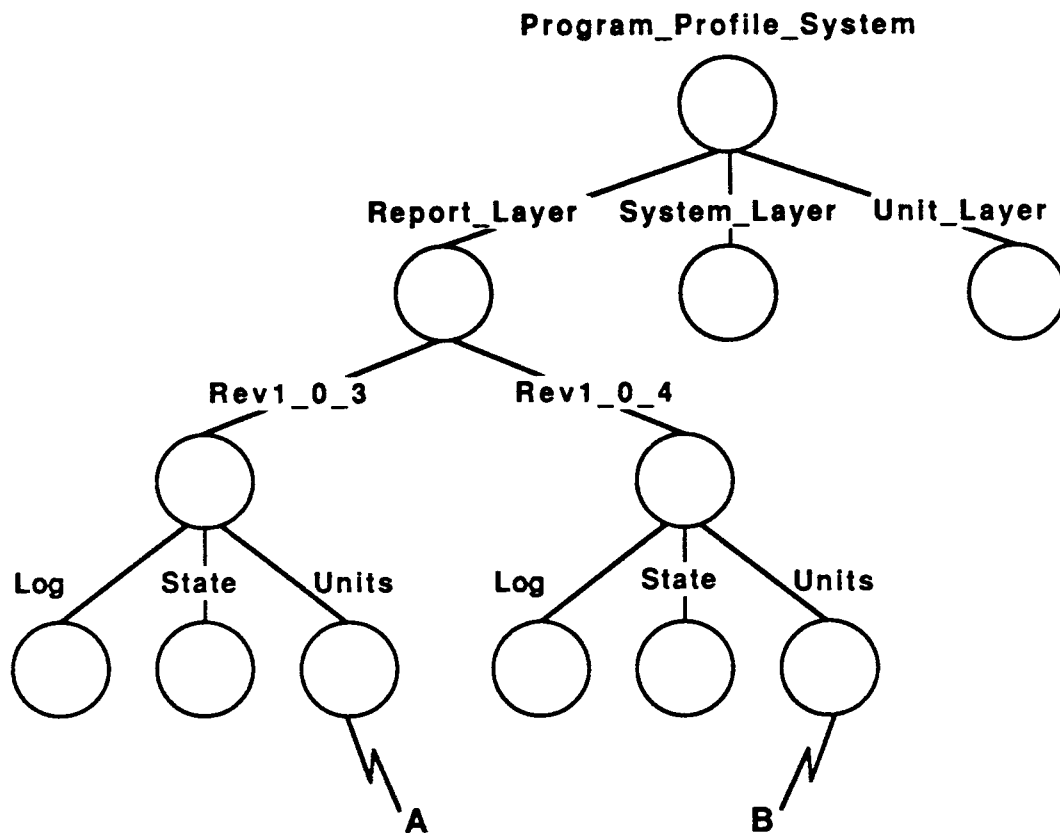 Program_Profile_System
Report_Layer System_Layer Unit_Layer
Rev1_0_3 Rev1_0_4
Log State Units Log State Units
A B